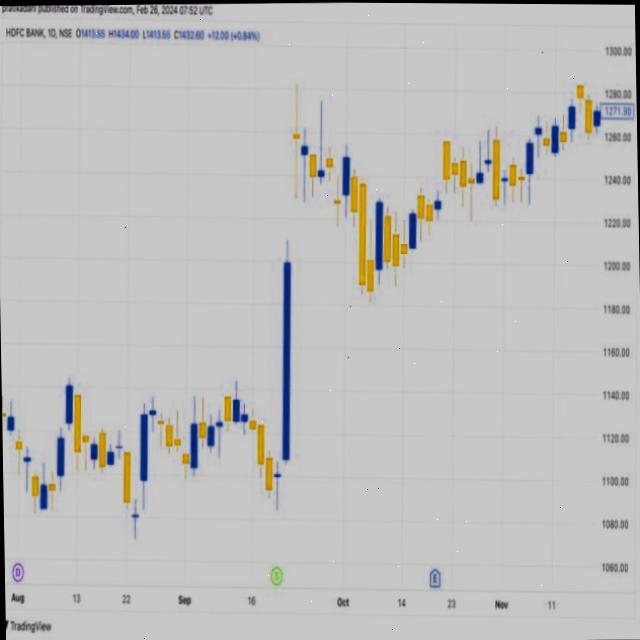 published on TradingView.com, Feb 26, 2024 07:52 UTC
HDFC BANK, 1D, NSE O1413.55 H1434.00 L1413.55 C1432.60 +12.00 (+0.84%)
1300.00
1280.00
1271.90
1260.00
1240.00
1220.00
1200.00
1180.00
1160.00
1140.00
1120.00
1100.00
1080.00
1060.00
D
S
E
Aug 13 22 Sep 16 Oct 14 23 Nov 11
TradingView